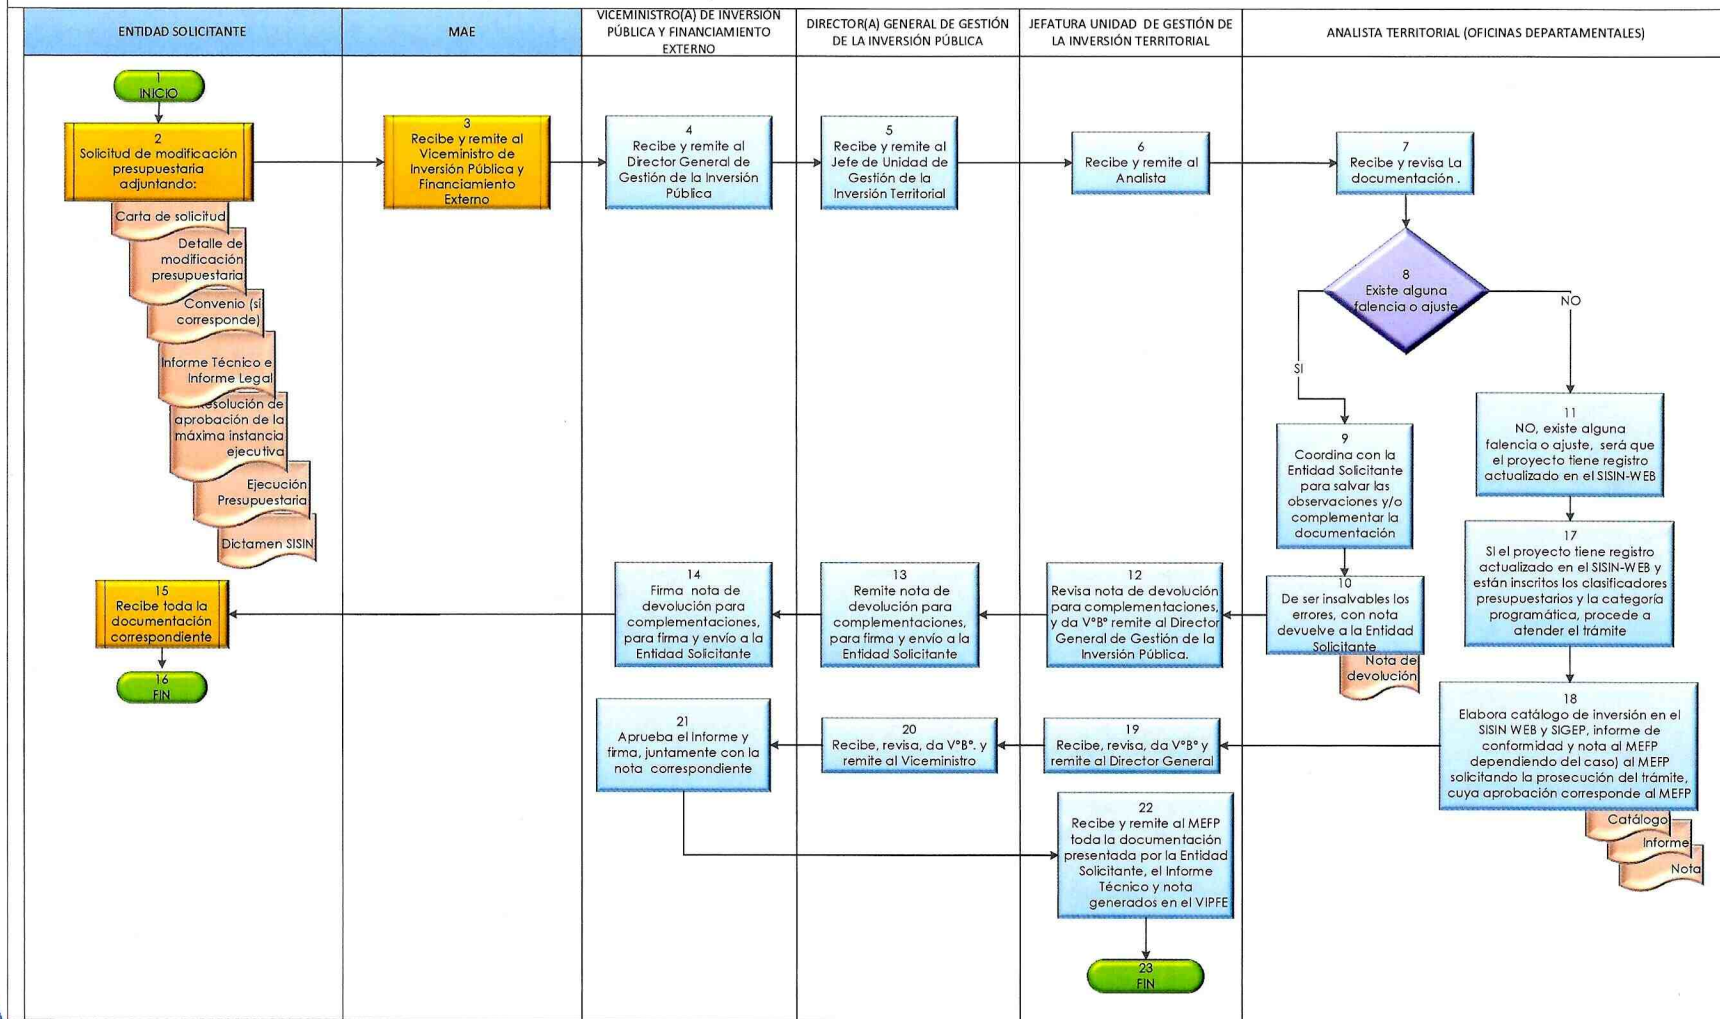 ENTIDAD SOLICITANTE
MAE
VICEMINISTRO(A) DE INVERSIÓN
PÚBLICA Y FINANCIAMIENTO
EXTERNO
DIRECTOR(A) GENERAL DE GESTIÓN
DE LA INVERSIÓN PÚBLICA
JEFATURA UNIDAD DE GESTIÓN DE
LA INVERSIÓN TERRITORIAL
ANALISTA TERRITORIAL (OFICINAS DEPARTAMENTALES)
1
INICIO
2
Solicitud de modificación
presupuestaria
adjuntando:
Carta de solicitud
Detalle de
modificación
presupuestaria
Convenio (si
corresponde)
Informe Técnico e
Informe Legal
esolución de
aprobación de la
máxima instancia
ejecutiva
Ejecución
Presupuestaria
Dictamen SISIN
3
Recibe y remite al
Viceministro de
Inversión Pública y
Financiamiento
Externo
4
Recibe y remite al
Director General de
Gestión de la Inversión
Pública
5
Recibe y remite al
Jefe de Unidad de
Gestión de la
Inversión Territorial
6
Recibe y remite al
Analista
7
Recibe y revisa La
documentación .
8
Existe alguna
falencia o ajuste
SI
NO
9
Coordina con la
Entidad Solicitante
para salvar las
observaciones y/o
complementar la
documentación
11
NO, existe alguna
falencia o ajuste, será que
el proyecto tiene registro
actualizado en el SISIN-WEB
17
SI el proyecto tiene registro
actualizado en el SISIN-WEB y
están inscritos los clasificadores
presupuestarios y la categoría
programática, procede a
atender el trámite
10
De ser insalvables los
errores, con nota
devuelve a la Entidad
Solicitante
Nota de
devolución
12
Revisa nota de devolución
para complementaciones,
y da V°B° remite al Director
General de Gestión de la
Inversión Pública.
13
Remite nota de
devolución para
complementaciones,
para firma y envío a la
Entidad Solicitante
14
Firma nota de
devolución para
complementaciones,
para firma y envío a la
Entidad Solicitante
15
Recibe toda la
documentación
correspondiente
16
FIN
18
Elabora catálogo de inversión en el
SISIN WEB y SIGEP, informe de
conformidad y nota al MEFP
dependiendo del caso) al MEFP
solicitando la prosecución del trámite,
cuya aprobación corresponde al MEFP
Catálogo
Informe
Nota
19
Recibe, revisa, da V°B° y
remite al Director General
20
Recibe, revisa, da V°B°. y
remite al Viceministro
21
Aprueba el Informe y
firma, juntamente con la
nota correspondiente
22
Recibe y remite al MEFP
toda la documentación
presentada por la Entidad
Solicitante, el Informe
Técnico y nota
generados en el VIPFE
23
FIN